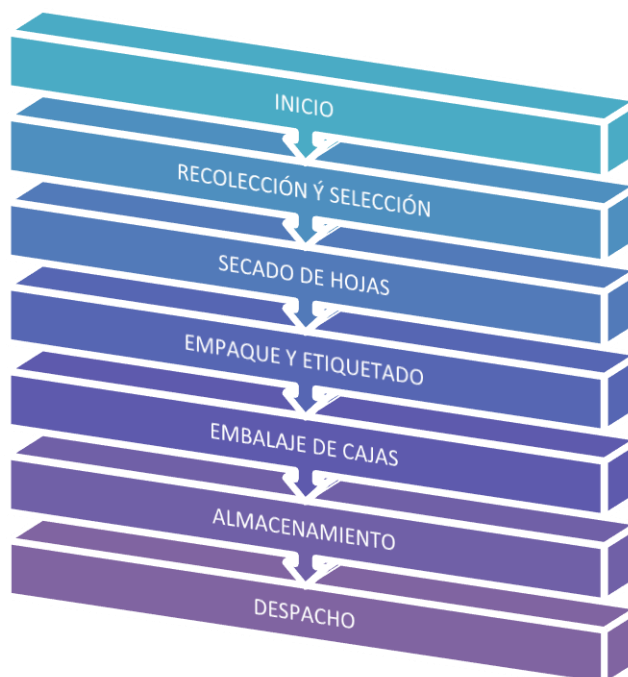 INICIO
RECOLECCIÓN Ý SELECCIÓN
SECADO DE HOJAS
EMPAQUE Y ETIQUETADO
EMBALAJE DE CAJAS
ALMACENAMIENTO
DESPACHO